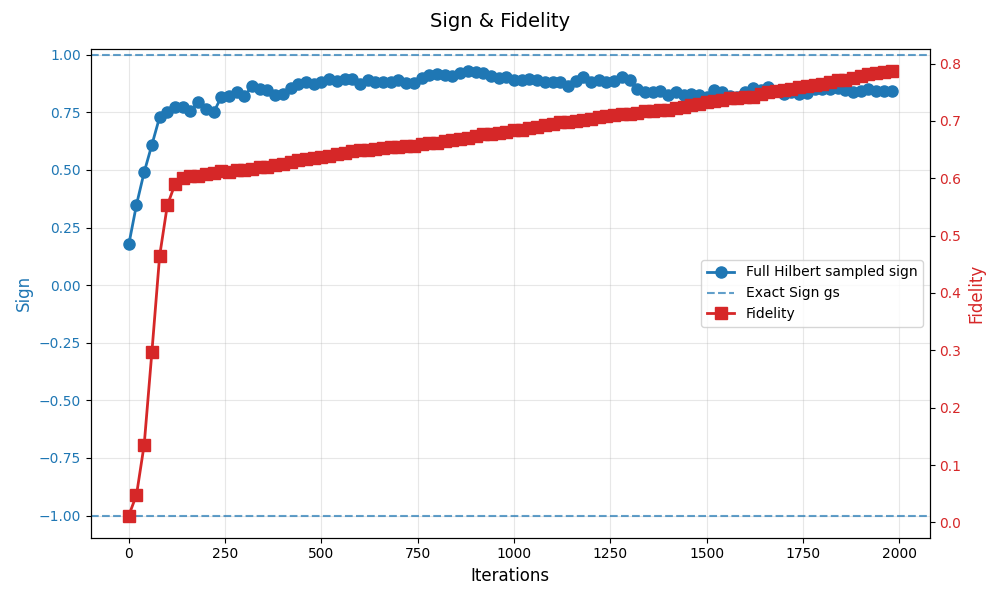 Sign & Fidelity
1.00
0.75
0.50
0.25
0.00
−0.25
−0.50
−0.75
−1.00
Sign
0.8
0.7
0.6
0.5
0.4
0.3
0.2
0.1
0.0
Fidelity
Full Hilbert sampled sign
Exact Sign gs
Fidelity
0 250 500 750 1000 1250 1500 1750 2000
Iterations